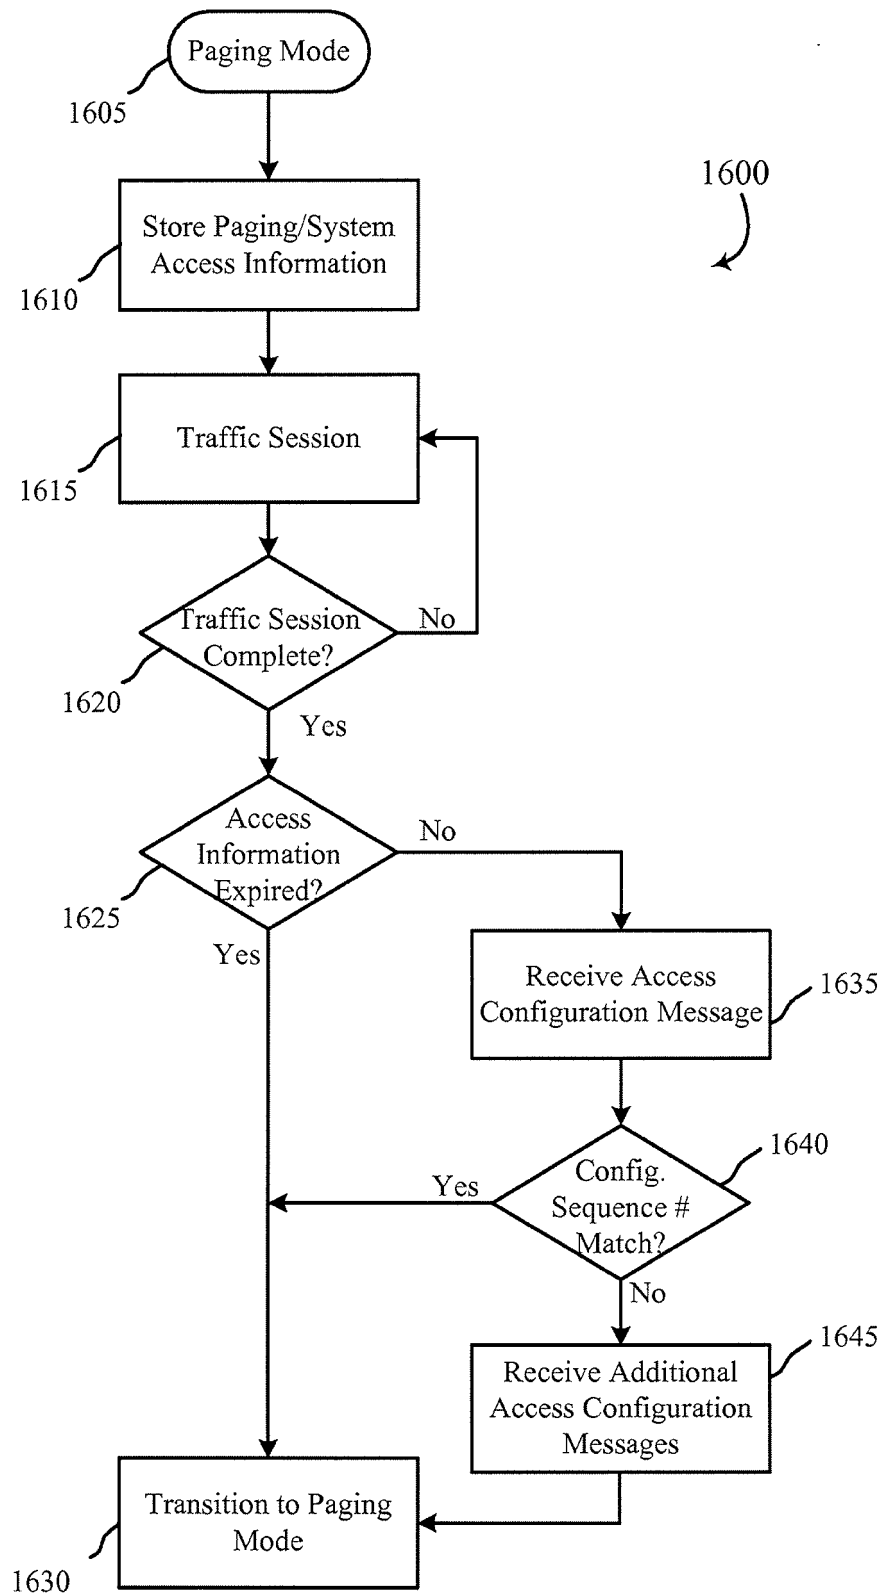 Paging Mode
1605
1600
Store Paging/System
Access Information
1610
Traffic Session
1615
Traffic Session
Complete?
No
1620
Yes
Access
Information
Expired?
No
1625
Yes
Receive Access
Configuration Message
1635
Config.
Sequence #
Match?
1640
Yes
No
Receive Additional
Access Configuration
Messages
1645
Transition to Paging
Mode
1630